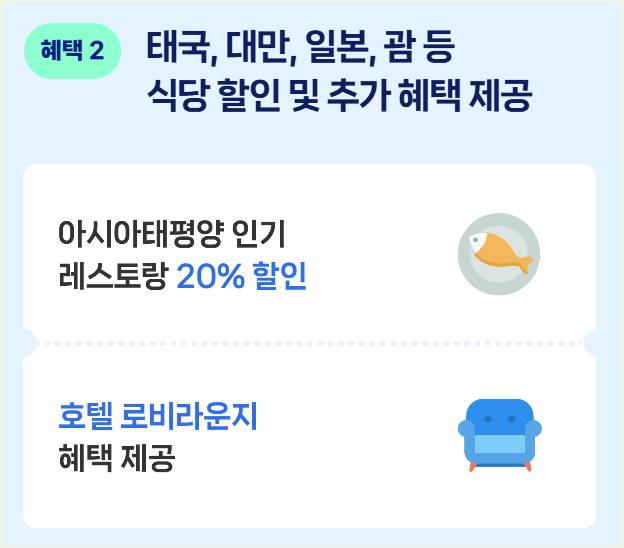 혜택 2
태국, 대만, 일본, 괌 등
식당 할인 및 추가 혜택 제공
아시아태평양 인기
레스토랑 20% 할인
호텔 로비라운지
혜택 제공